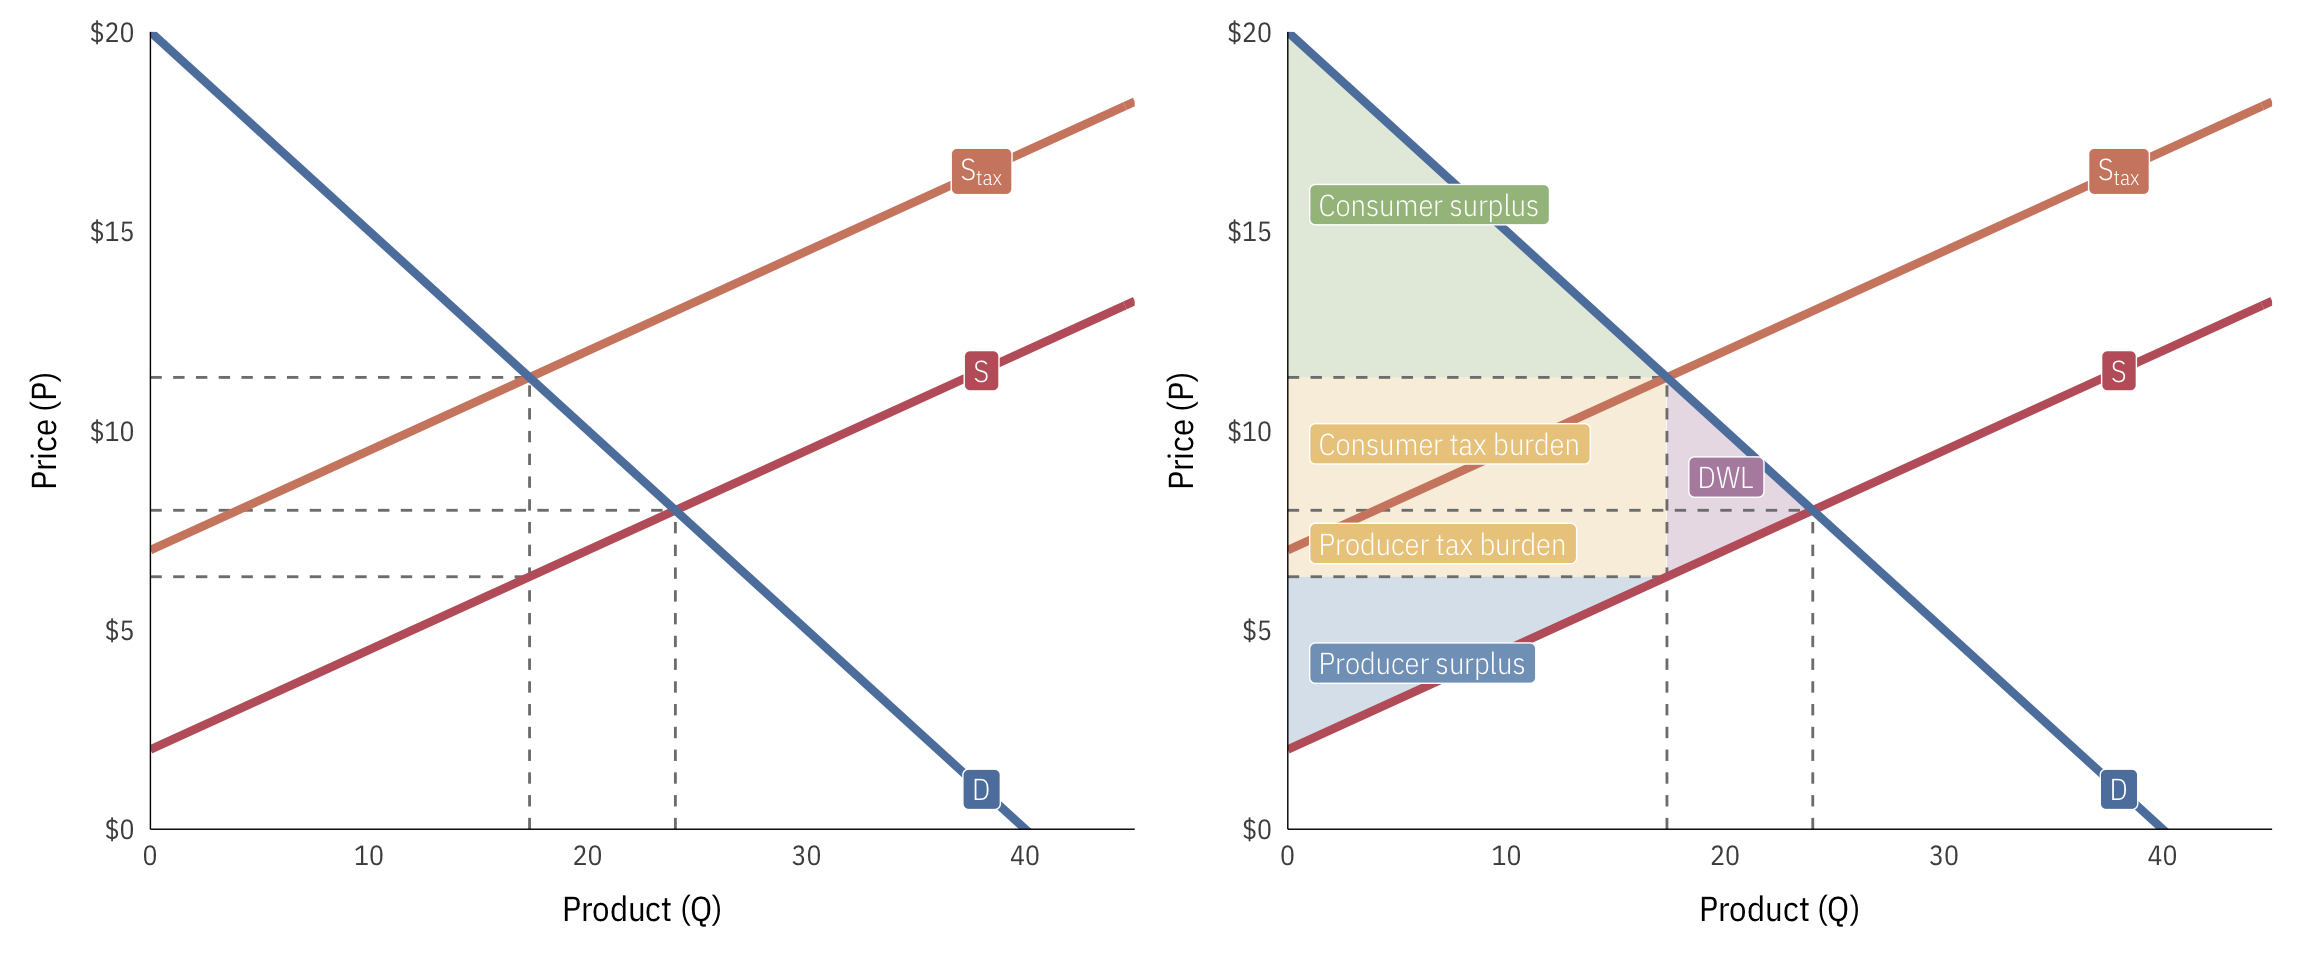 $20
$15
$10
$5
$0
0
10
20
30
40
Price (P)
Product (Q)
Stax
S
D
$20
$15
$10
$5
$0
0
10
20
30
40
Price (P)
Product (Q)
Consumer surplus
Consumer tax burden
Producer tax burden
Producer surplus
DWL
Stax
S
D